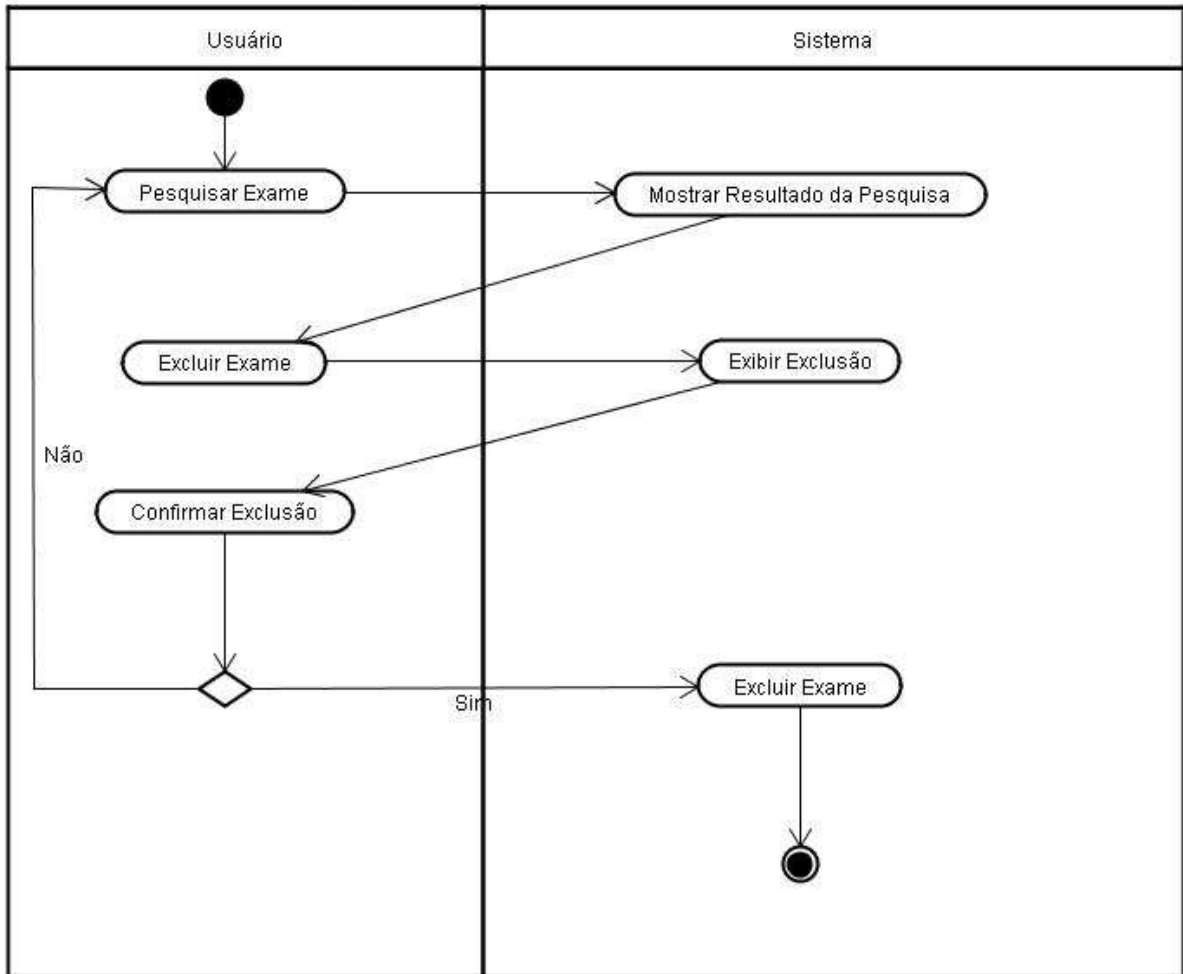 Usuário
Sistema
Pesquisar Exame
Mostrar Resultado da Pesquisa
Excluir Exame
Exibir Exclusão
Não
Confirmar Exclusão
Sim
Excluir Exame